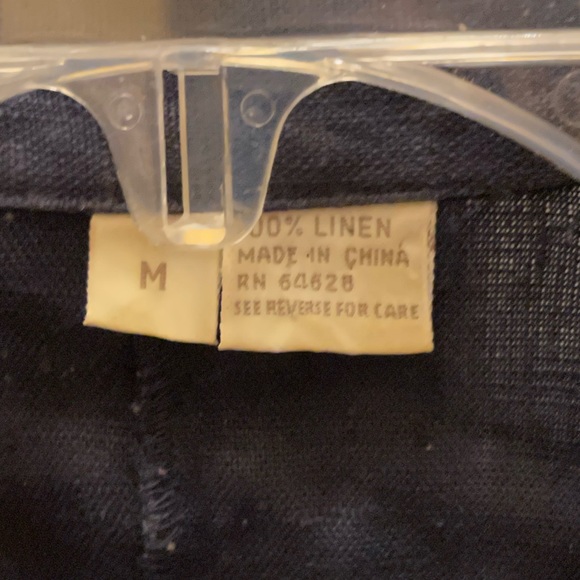 M
00% LINEN
MADE IN CHINA
RN 64628
SEE REVERSE FOR CARE